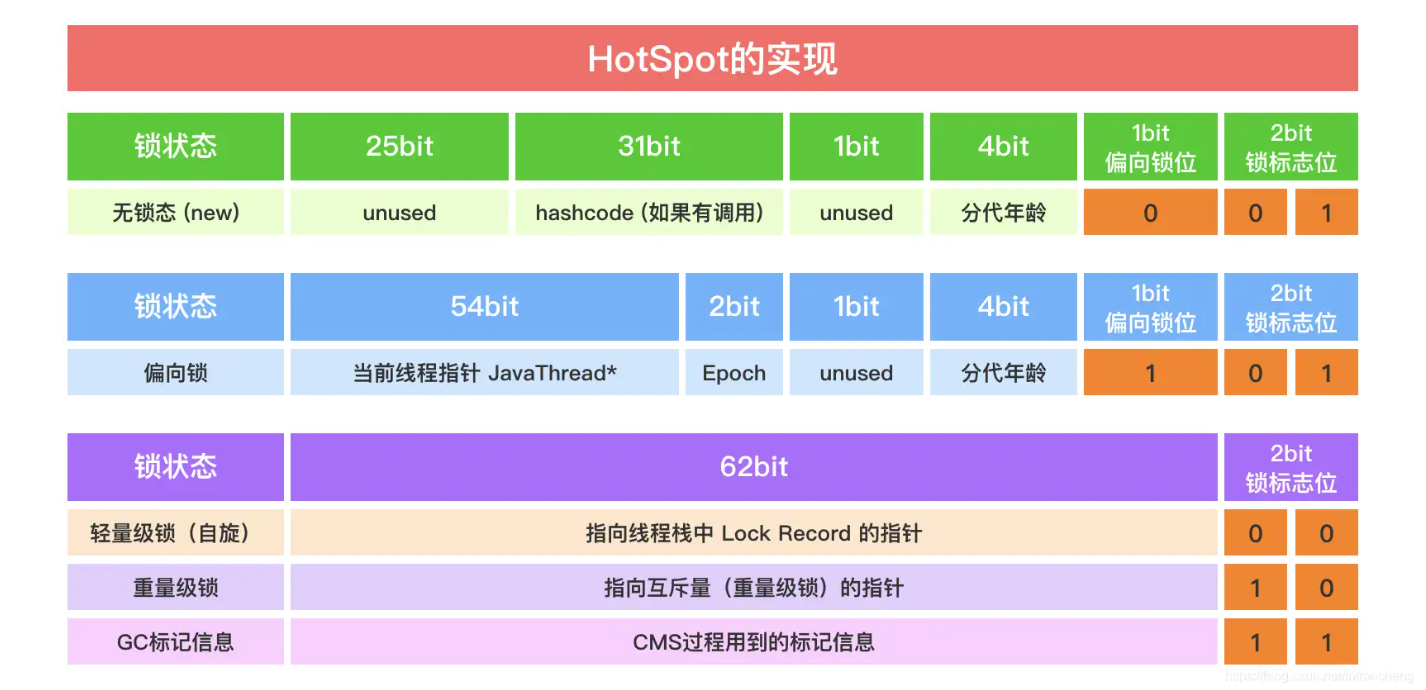 HotSpot的实现
锁状态 25bit 31bit 1bit 4bit 1bit 偏向锁位 2bit 锁标志位
无锁态 (new) unused hashcode (如果有调用) unused 分代年龄 0 0 1
锁状态 54bit 2bit 1bit 4bit 1bit 偏向锁位 2bit 锁标志位
偏向锁 当前线程指针 JavaThread* Epoch unused 分代年龄 1 0 1
锁状态 62bit 2bit 锁标志位
轻量级锁（自旋） 指向线程栈中 Lock Record 的指针 0 0
重量级锁 指向互斥量（重量级锁）的指针 1 0
GC标记信息 CMS过程用到的标记信息 1 1